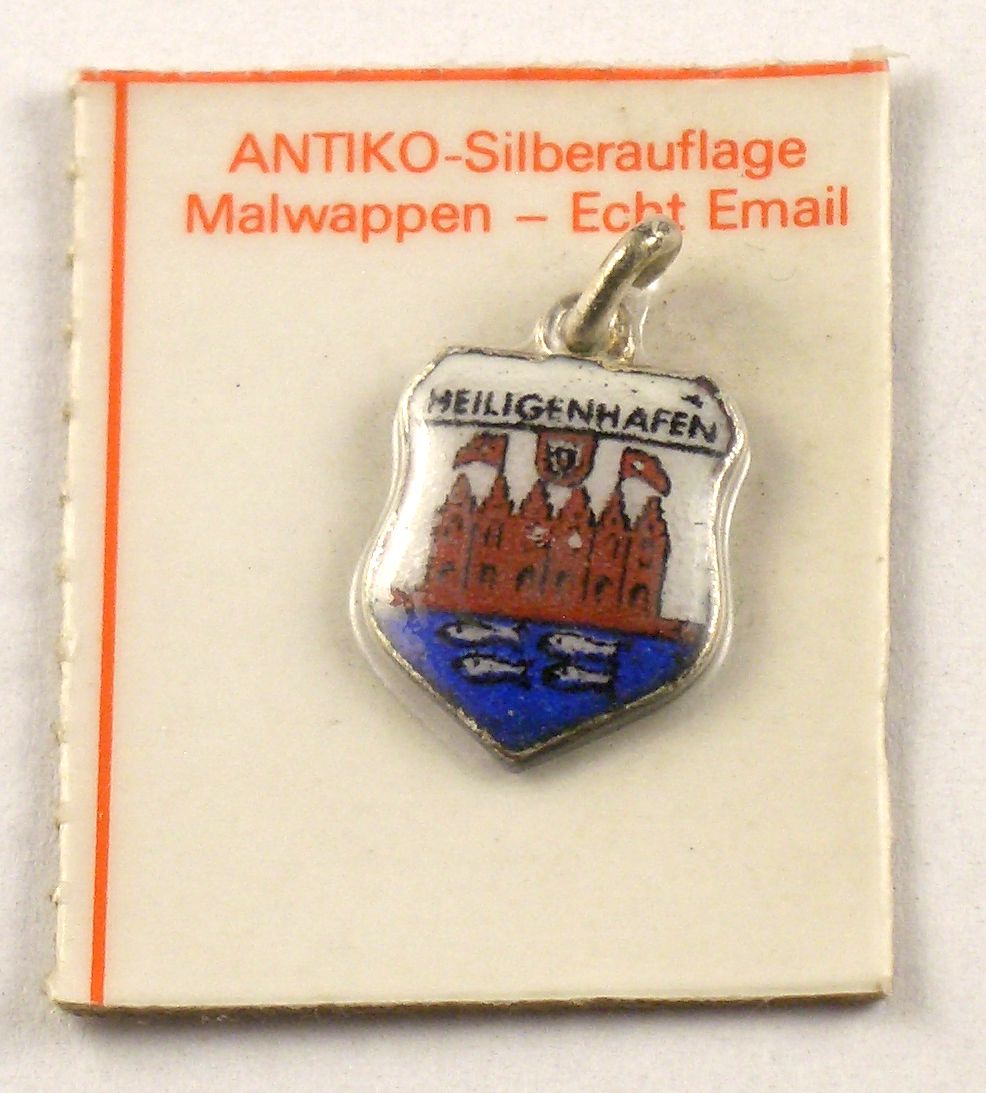 ANTIKO-Silberauflage
Malwappen – Echt Email
HEILIGENHAFEN